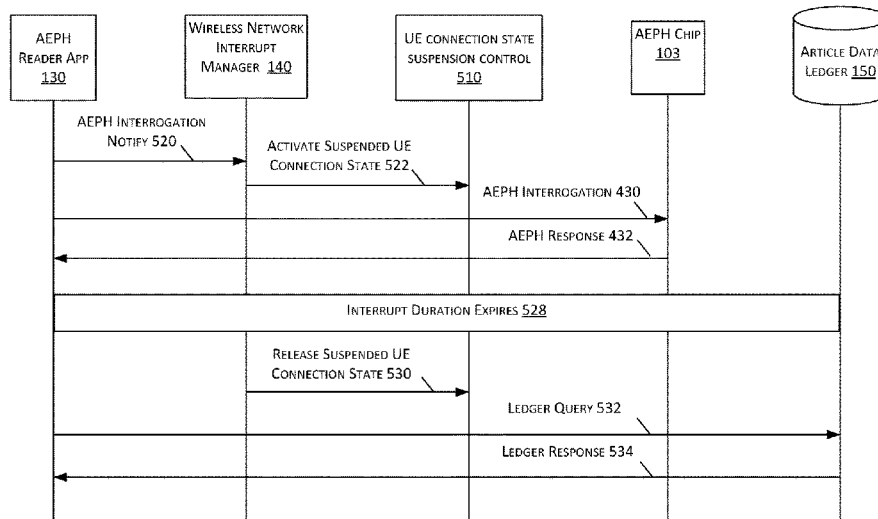 AEPH
READER APP
130
WIRELESS NETWORK
INTERRUPT
MANAGER 140
UE CONNECTION STATE
SUSPENSION CONTROL
510
AEPH CHIP
103
ARTICLE DATA
LEDGER 150
AEPH INTERROGATION
NOTIFY 520
ACTIVATE SUSPENDED UE
CONNECTION STATE 522
AEPH INTERROGATION 430
AEPH RESPONSE 432
INTERRUPT DURATION EXPIRES 528
RELEASE SUSPENDED UE
CONNECTION STATE 530
LEDGER QUERY 532
LEDGER RESPONSE 534